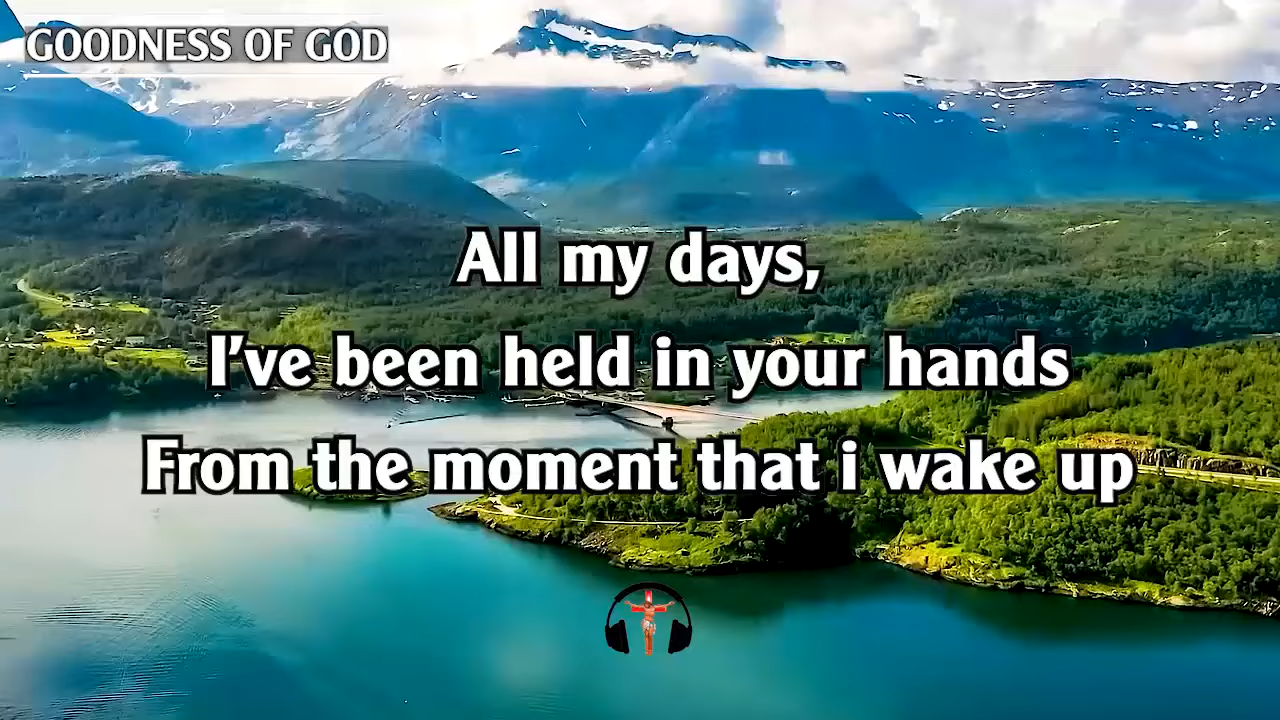 GOODNESS OF GOD
All my days,
I've been held in your hands
From the moment that i wake up